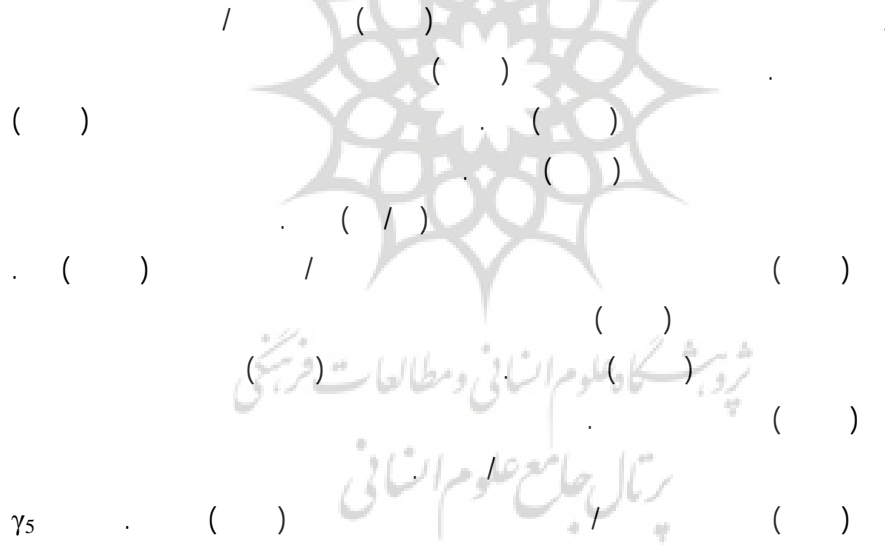 . ( ) /
. ( )
( ) . ( )
( ) .
( / ) .
( ) / ( ) .
( )
پژوهشگاه علوم انسانی و مطالعات فرهنگی
( ) . ( )
( ) .
پرتال جامع علوم انسانی
/ .
( ) / ( ) . γ5